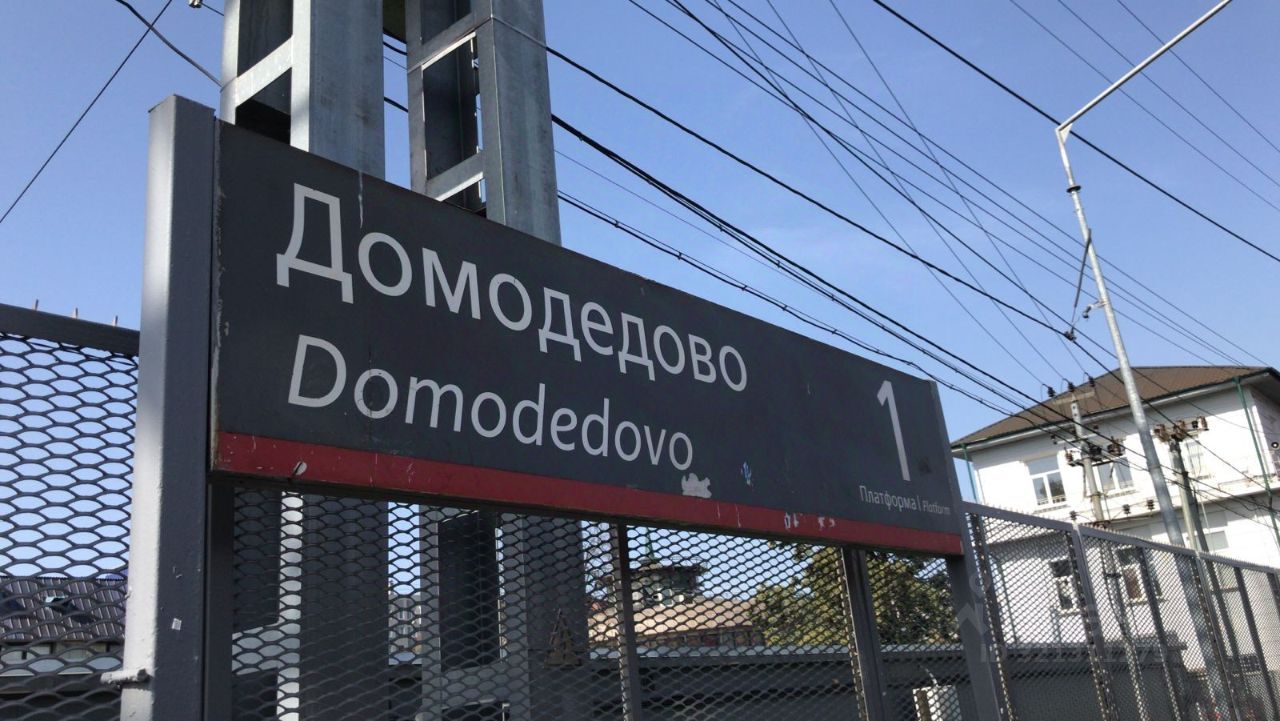 Домодедово
Domodedovo
1
Платформа | Platform